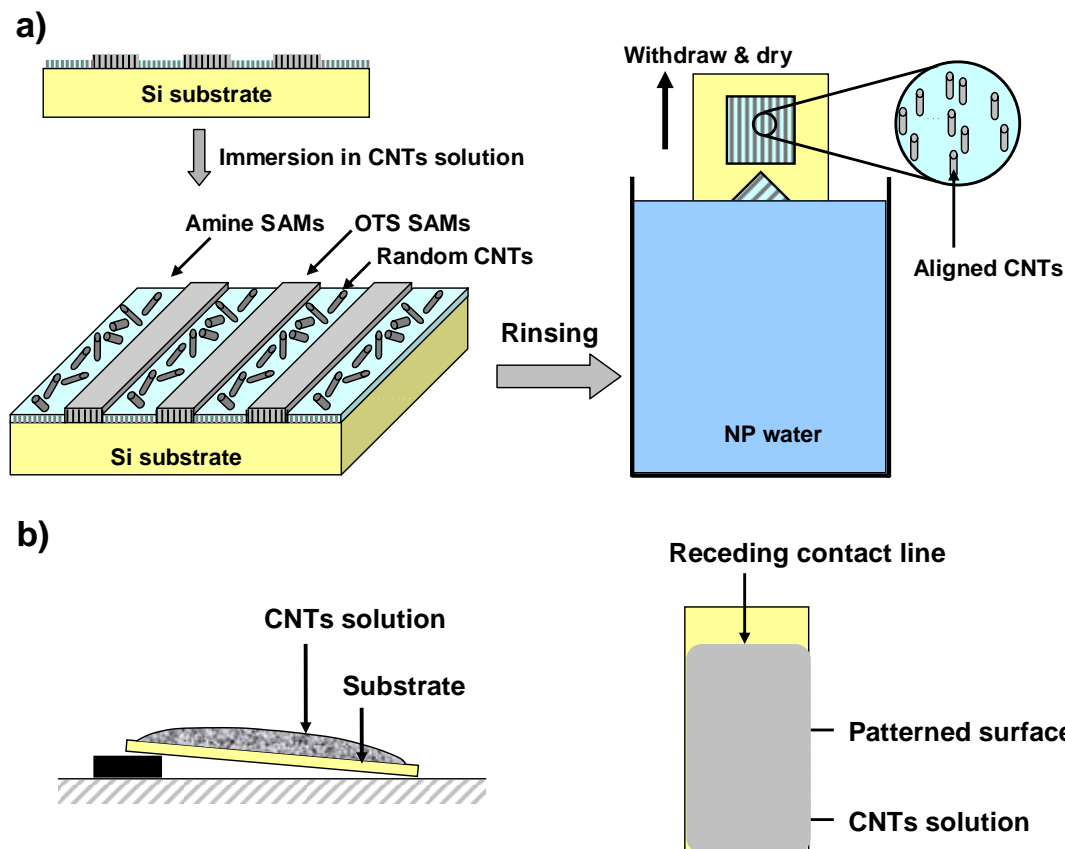 a)
Si substrate
Immersion in CNTs solution
Amine SAMs
OTS SAMs
Random CNTs
Si substrate
Rinsing
Withdraw & dry
Aligned CNTs
NP water
b)
CNTs solution
Substrate
Receding contact line
Patterned surface
CNTs solution